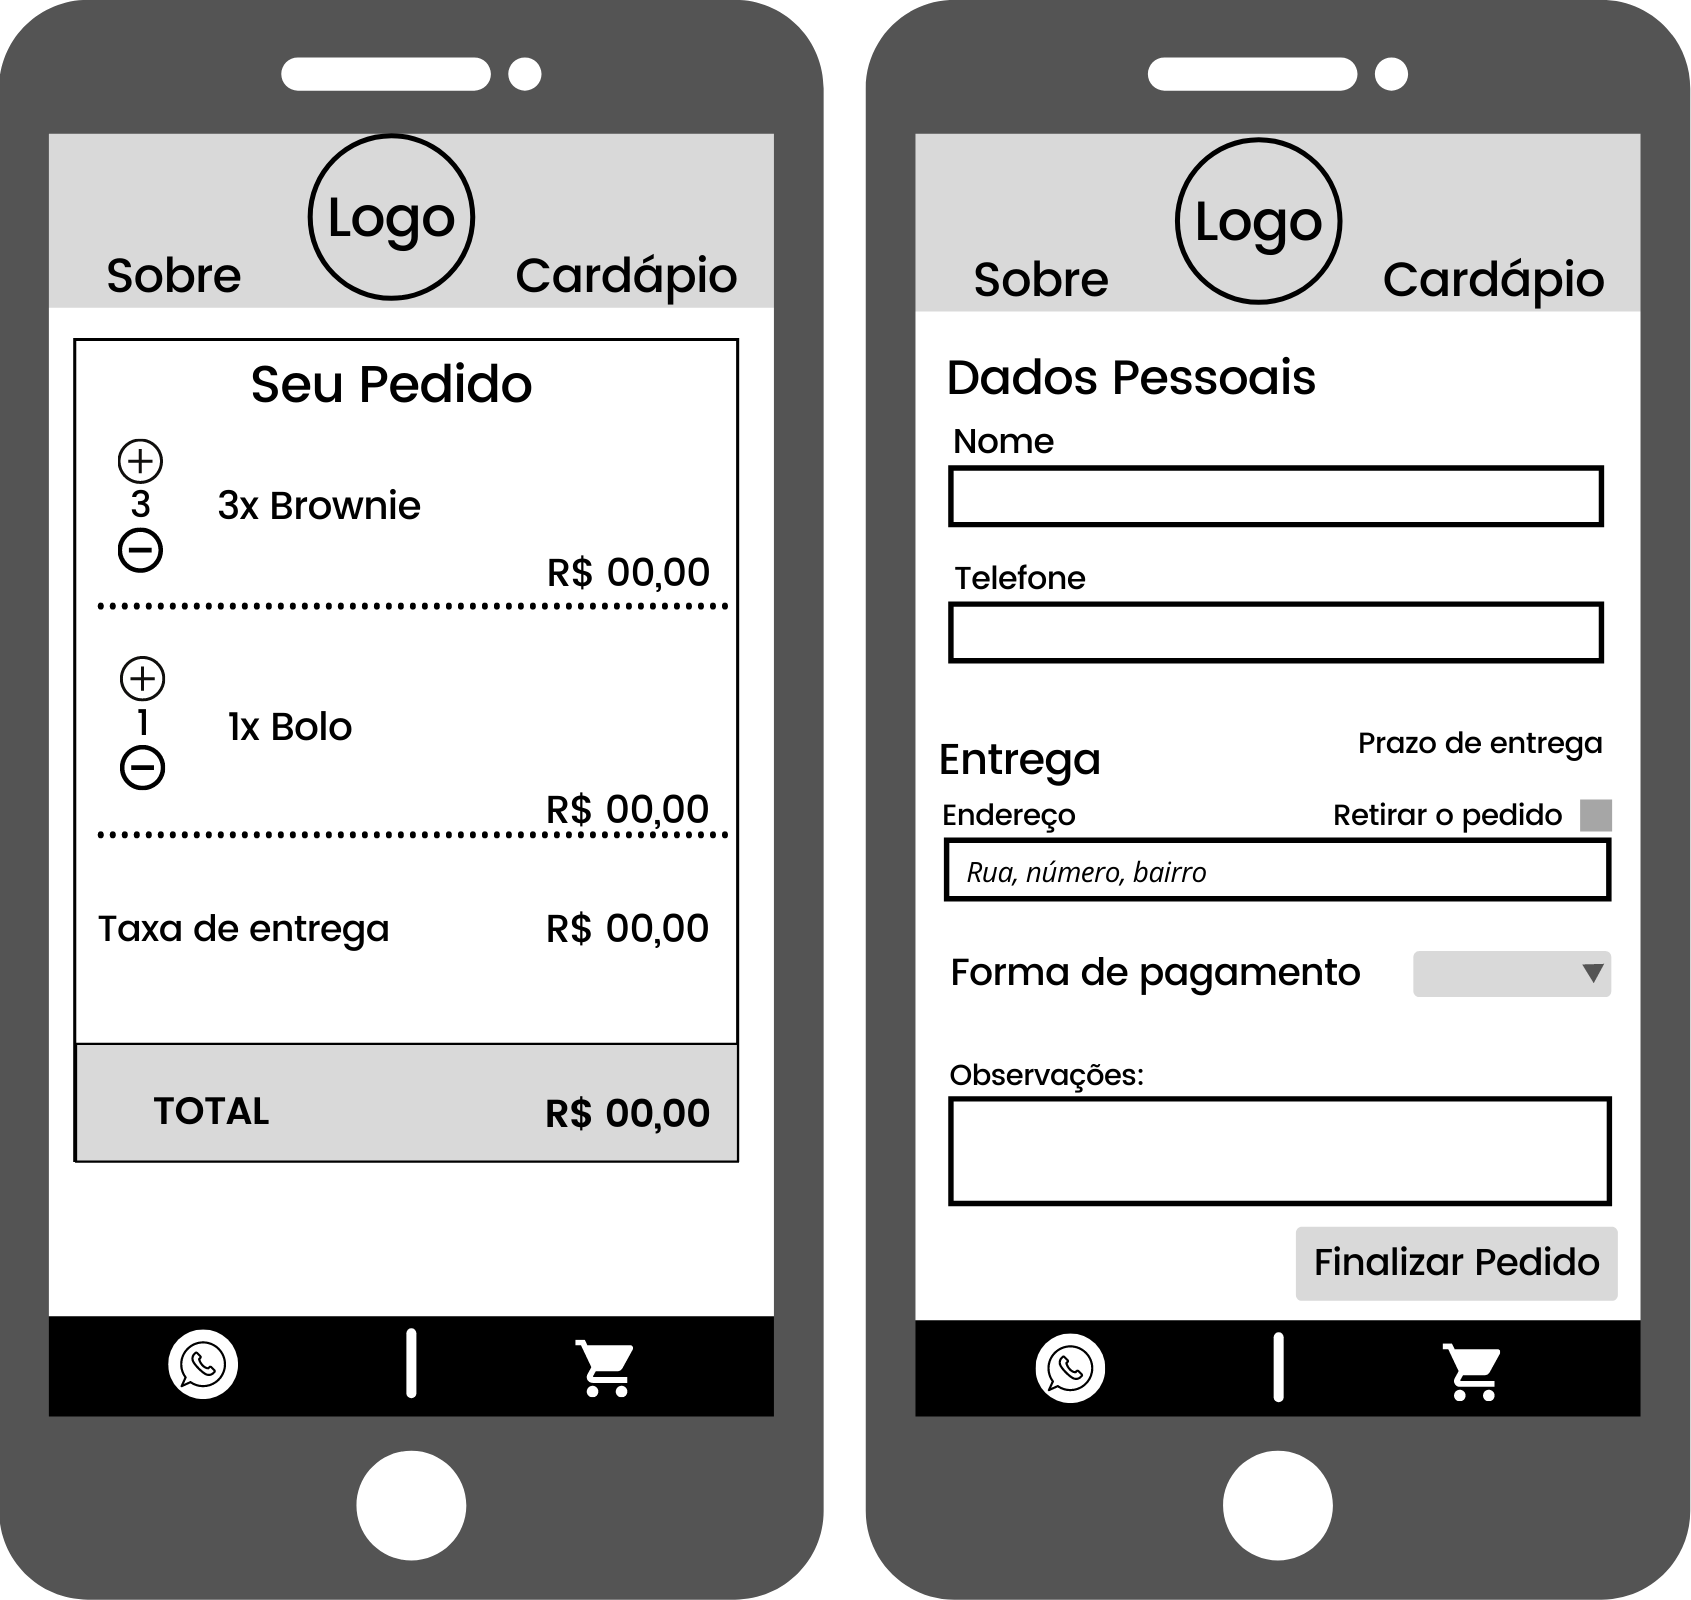 Logo
Sobre
Cardápio
Seu Pedido
3
3x Brownie
R$ 00,00
1
1x Bolo
R$ 00,00
Taxa de entrega
R$ 00,00
TOTAL
R$ 00,00
Logo
Sobre
Cardápio
Dados Pessoais
Nome
Telefone
Entrega
Prazo de entrega
Endereço
Retirar o pedido
Rua, número, bairro
Forma de pagamento
Observações:
Finalizar Pedido